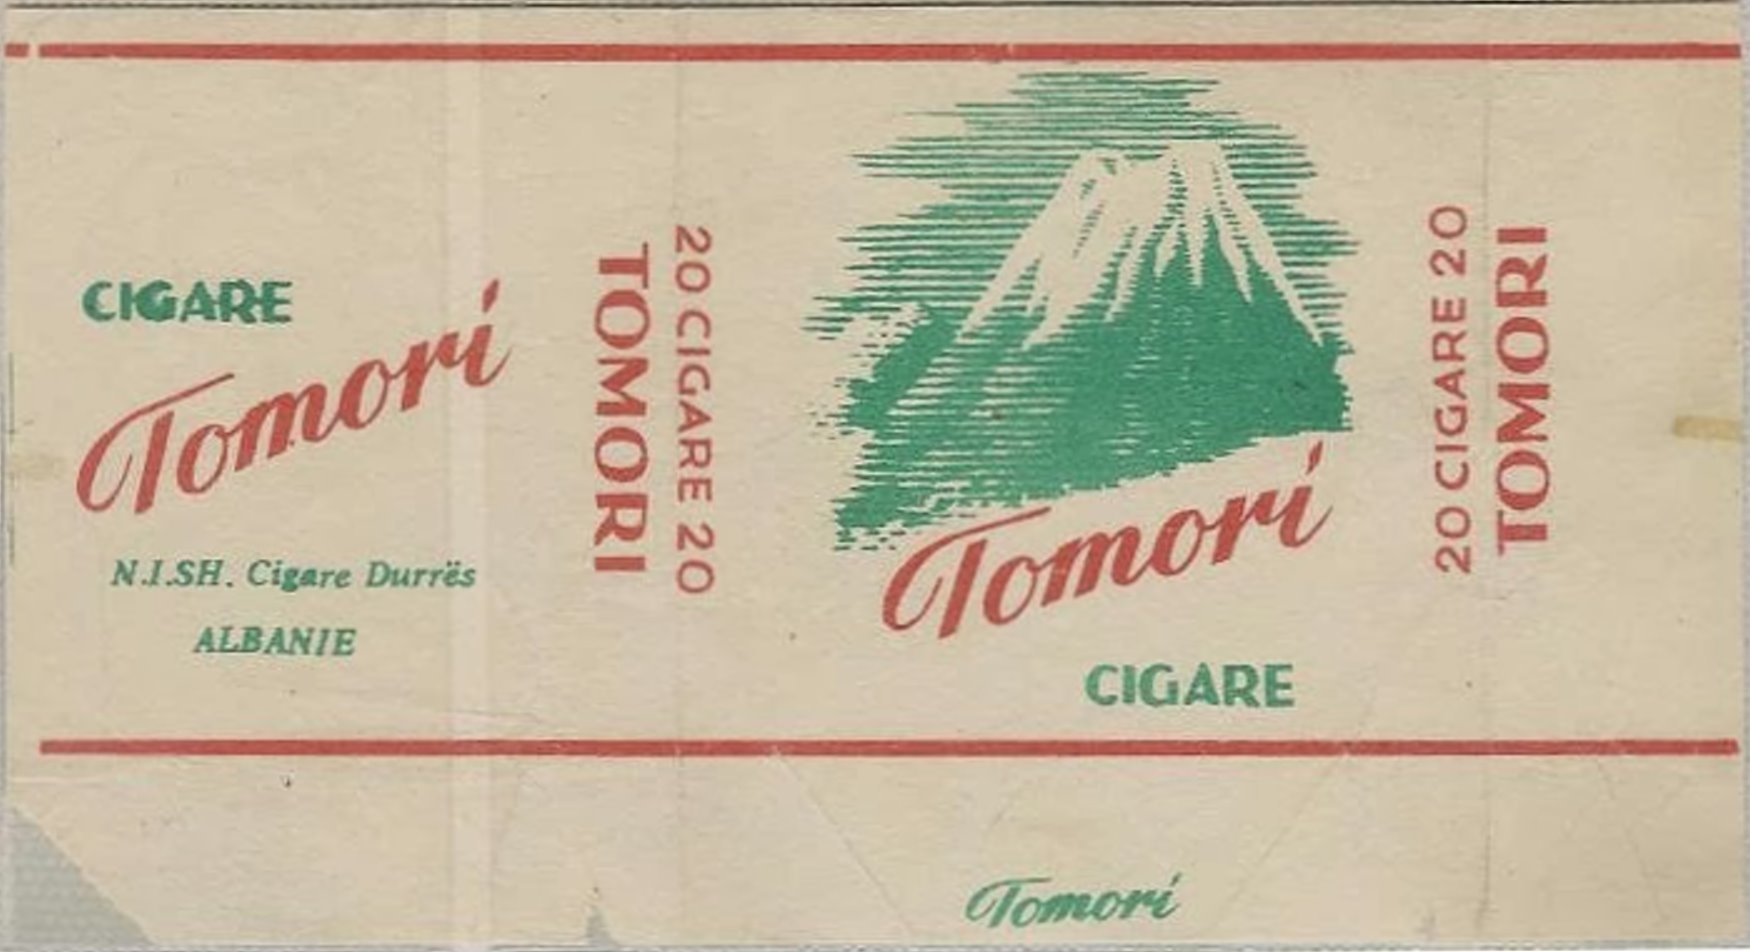 CIGARE
Tomori
N.I.SH. Cigare Durrës
ALBANIE
TOMORI
20 CIGARE 20
Tomori
CIGARE
20 CIGARE 20
TOMORI
Tomori